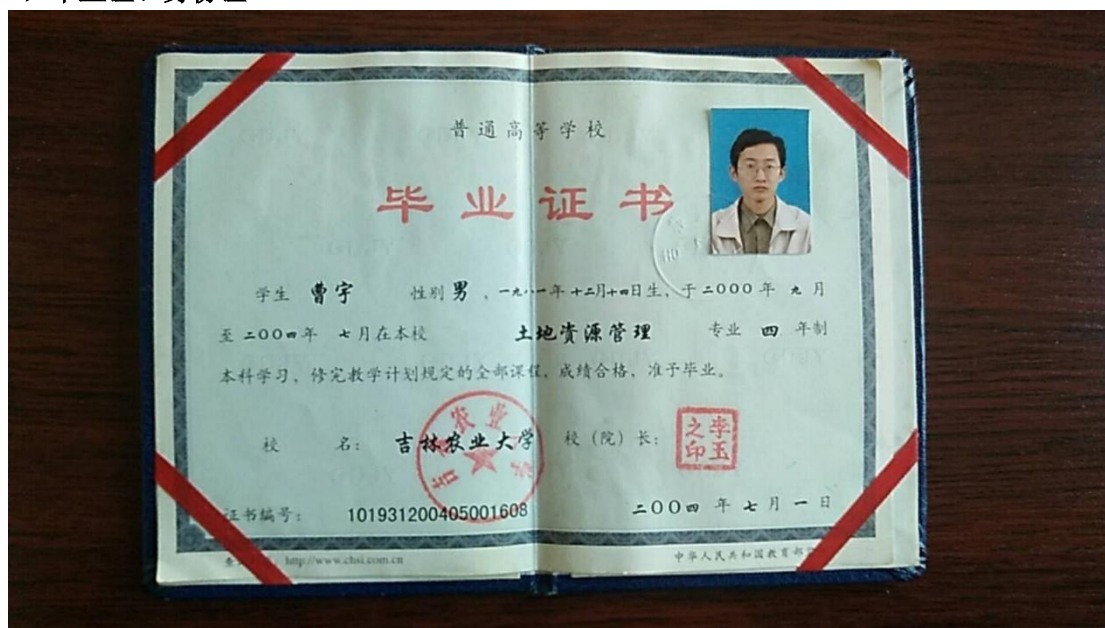 普通高等学校
毕业证书
学生 曹宇 性别 男 ，一九八一年十二月十四日生，于二000年 九月
至二00四年 七月在本校 土地资源管理 专业 四 年制
本科学习，修完教学计划规定的全部课程，成绩合格，准予毕业。
校 名： 吉林农业大学 校（院）长： 李玉之印
吉林农业大学
证书编号： 101931200405001608 二00四 年 七 月 一 日
http://www.chsi.com.cn 中华人民共和国教育部